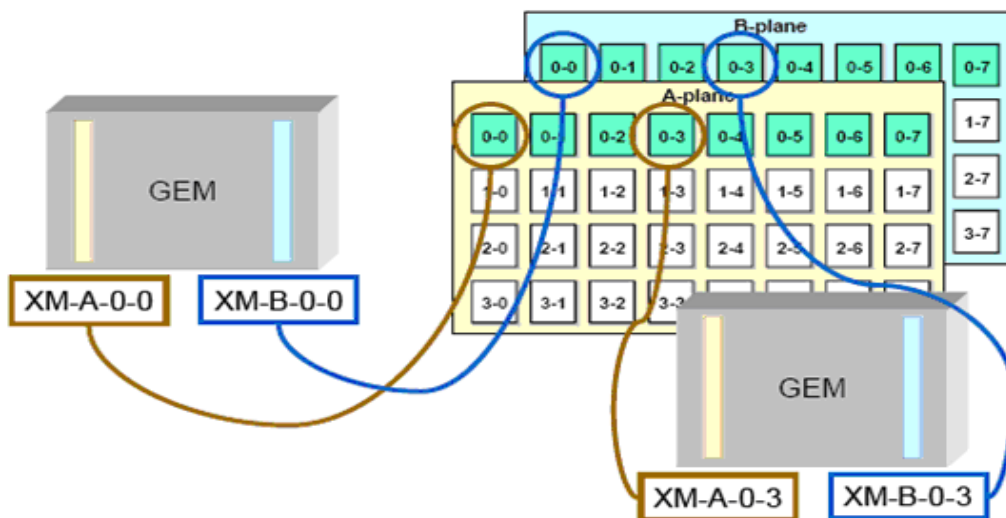 B-plane
0-0 0-1 0-2 0-3 0-4 0-5 0-6 0-7
1-7
2-7
3-7
A-plane
0-0 0-2 0-3 0-4 0-5 0-6 0-7
1-0 1-1 1-2 1-3 1-4 1-5 1-6 1-7
2-0 2-1 2-2 2-3 2-4 2-5 2-6 2-7
3-0 3-1 3-2
GEM
XM-A-0-0 XM-B-0-0
GEM
XM-A-0-3 XM-B-0-3